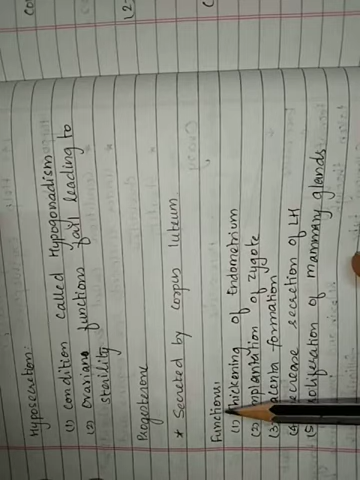 Hyposecretion:
(1) condition called Hypogonadism
(2) ovarians functions fail leading to
sterility
Progesterone
* Secreted by corpus luteum
Functions:
(1) Thickening of Endometrium
(2) implantation of zygote
(3) placenta formation
(4) Decrease secretion of LH
(5) proliferation of mammary glands